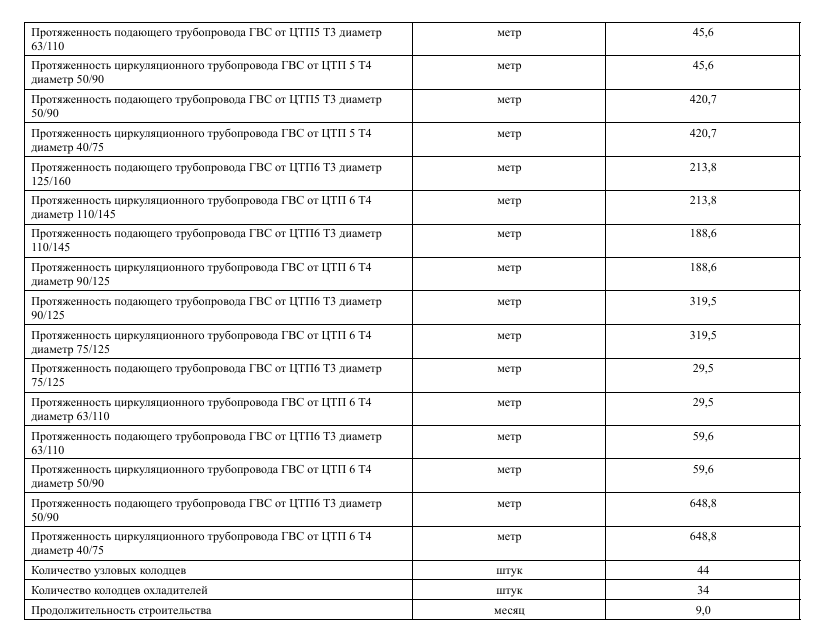 Протяженность подающего трубопровода ГВС от ЦТП5 Т3 диаметр метр 45,6
63/110
Протяженность циркуляционного трубопровода ГВС от ЦТП 5 Т4 метр 45,6
диаметр 50/90
Протяженность подающего трубопровода ГВС от ЦТП5 Т3 диаметр метр 420,7
50/90
Протяженность циркуляционного трубопровода ГВС от ЦТП 5 Т4 метр 420,7
диаметр 40/75
Протяженность подающего трубопровода ГВС от ЦТП6 Т3 диаметр метр 213,8
125/160
Протяженность циркуляционного трубопровода ГВС от ЦТП 6 Т4 метр 213,8
диаметр 110/145
Протяженность подающего трубопровода ГВС от ЦТП6 Т3 диаметр метр 188,6
110/145
Протяженность циркуляционного трубопровода ГВС от ЦТП 6 Т4 метр 188,6
диаметр 90/125
Протяженность подающего трубопровода ГВС от ЦТП6 Т3 диаметр метр 319,5
90/125
Протяженность циркуляционного трубопровода ГВС от ЦТП 6 Т4 метр 319,5
диаметр 75/125
Протяженность подающего трубопровода ГВС от ЦТП6 Т3 диаметр метр 29,5
75/125
Протяженность циркуляционного трубопровода ГВС от ЦТП 6 Т4 метр 29,5
диаметр 63/110
Протяженность подающего трубопровода ГВС от ЦТП6 Т3 диаметр метр 59,6
63/110
Протяженность циркуляционного трубопровода ГВС от ЦТП 6 Т4 метр 59,6
диаметр 50/90
Протяженность подающего трубопровода ГВС от ЦТП6 Т3 диаметр метр 648,8
50/90
Протяженность циркуляционного трубопровода ГВС от ЦТП 6 Т4 метр 648,8
диаметр 40/75
Количество узловых колодцев штук 44
Количество колодцев охладителей штук 34
Продолжительность строительства месяц 9,0